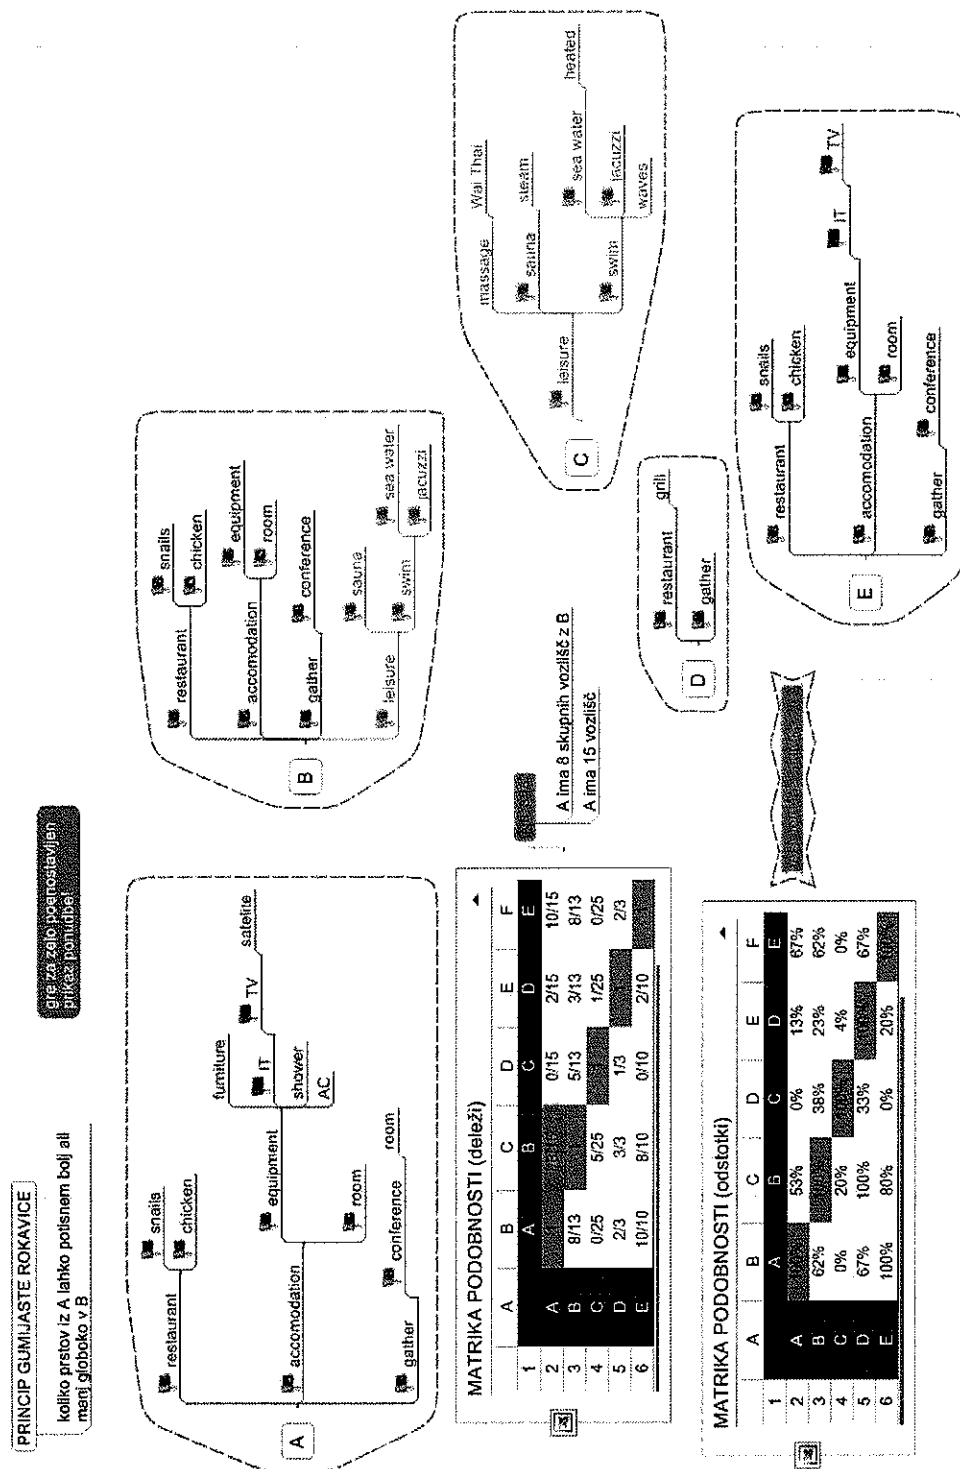 PRINCIP GUMIJASTE ROKAVICE
koliko prstov iz A lahko potisnem bolj ali
manj globoko v B
gre za zelo poenostavljen
prikaz ponudbe!
A
restaurant
snails
chicken
accomodation
equipment
furniture
IT
TV
satelite
shower
AC
room
gather
conference
room
B
restaurant
snails
chicken
accomodation
equipment
room
gather
conference
leisure
sauna
swim
sea water
jacuzzi
C
leisure
massage
Wai Thai
sauna
steam
swim
sea water
heated
jacuzzi
waves
D
restaurant
grill
gather
E
restaurant
snails
chicken
accomodation
equipment
IT
TV
room
gather
conference
A ima 8 skupnih vozlišč z B
A ima 15 vozlišč
MATRIKA PODOBNOSTI (deleži)
A B C D E F
1 A B C D E
2 A 0/15 2/15 10/15
3 B 8/13 5/13 3/13 8/13
4 C 0/25 5/25 1/25 0/25
5 D 2/3 3/3 1/3 2/3
6 E 10/10 8/10 0/10 2/10
MATRIKA PODOBNOSTI (odstotki)
A B C D E F
1 A B C D E
2 A 100% 53% 0% 13% 67%
3 B 62% 38% 23% 62%
4 C 0% 20% 4% 0%
5 D 67% 100% 33% 100% 67%
6 E 100% 80% 0% 20%